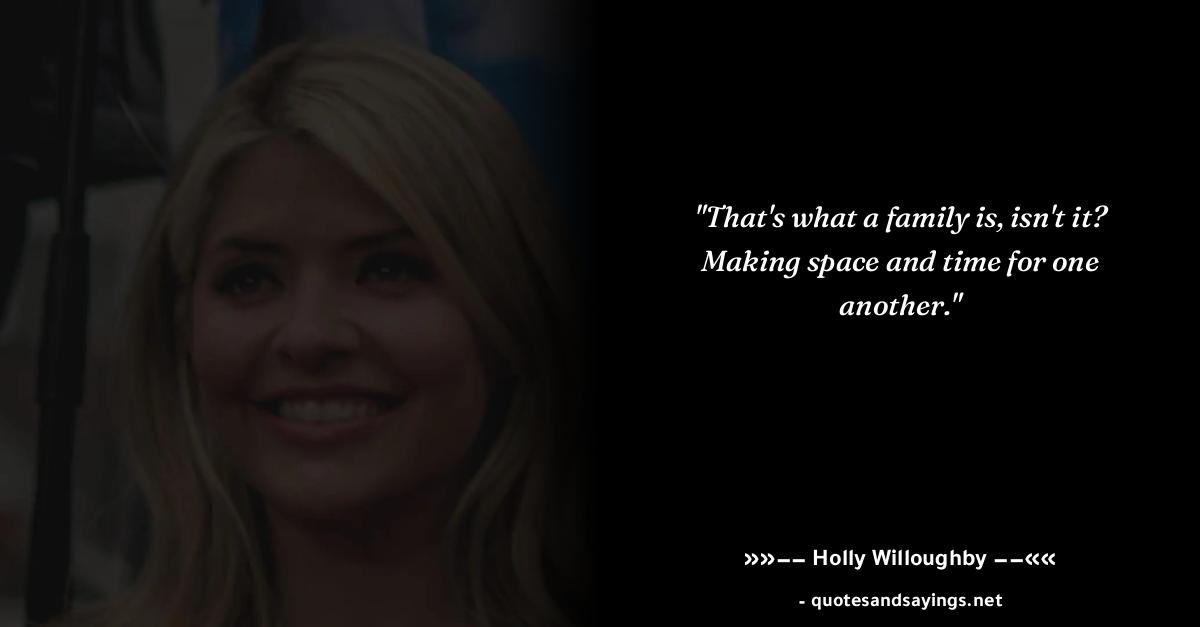 "That's what a family is, isn't it?
Making space and time for one
another."
»»−− Holly Willoughby −−««
- quotesandsayings.net